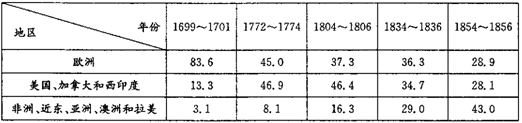 地区 年份 1699～1701 1772～1774 1804～1806 1834～1836 1854～1856
欧洲 83.6 45.0 37.3 36.3 28.9
美国、加拿大和西印度 13.3 46.9 46.4 34.7 28.1
非洲、近东、亚洲、澳洲和拉美 3.1 8.1 16.3 29.0 43.0